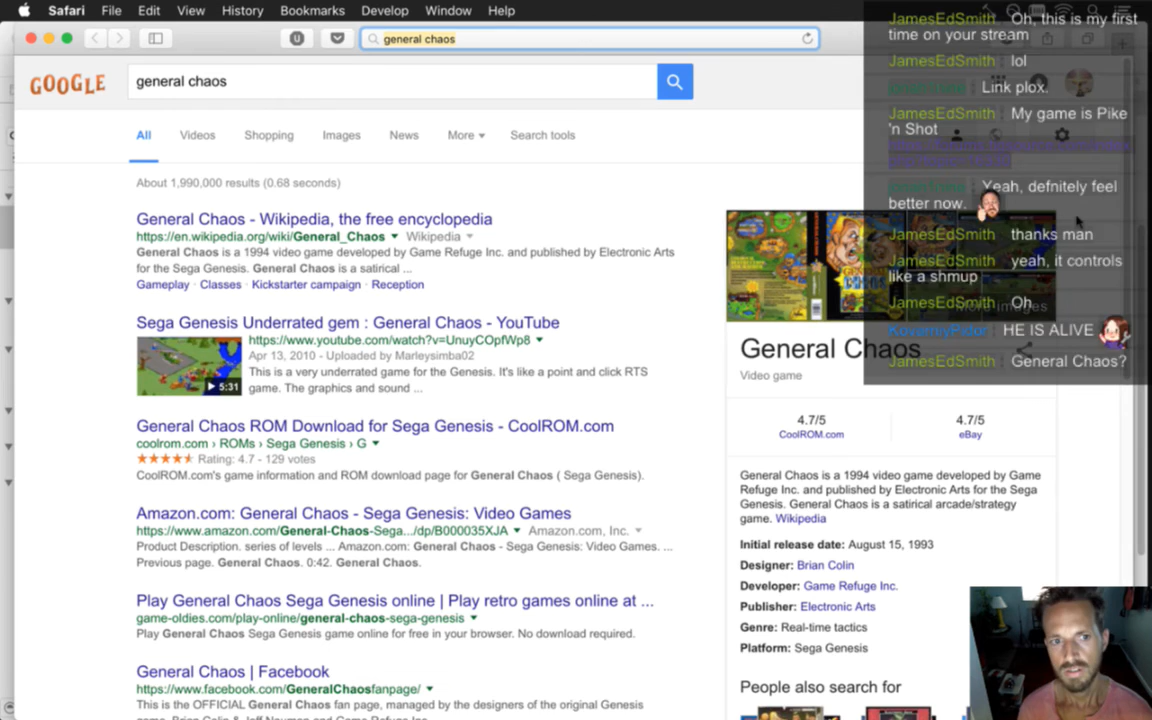 Safari File Edit View History Bookmarks Develop Window Help
general chaos
GOOGLE
general chaos
All Videos Shopping Images News More Search tools
About 1,990,000 results (0.68 seconds)
General Chaos - Wikipedia, the free encyclopedia
https://en.wikipedia.org/wiki/General_Chaos Wikipedia
General Chaos is a 1994 video game developed by Game Refuge Inc. and published by Electronic Arts
for the Sega Genesis. General Chaos is a satirical ...
Gameplay · Classes · Kickstarter campaign · Reception
Sega Genesis Underrated gem : General Chaos - YouTube
https://www.youtube.com/watch?v=UnuyCOpfWp8
Apr 13, 2010 - Uploaded by Marleysimba02
This is a very underrated game for the Genesis. It's like a point and click RTS
game. The graphics and sound ...
5:31
General Chaos ROM Download for Sega Genesis - CoolROM.com
coolrom.com › ROMs › Sega Genesis › G
Rating: 4.7 - 129 votes
CoolROM.com's game information and ROM download page for General Chaos ( Sega Genesis).
Amazon.com: General Chaos - Sega Genesis: Video Games
https://www.amazon.com/General-Chaos-Sega.../dp/B000035XJA Amazon.com, Inc.
Product Description. series of levels ... Amazon.com: General Chaos - Sega Genesis: Video Games. ...
Previous page. General Chaos. 0:42. General Chaos.
Play General Chaos Sega Genesis online | Play retro games online at ...
game-oldies.com/play-online/general-chaos-sega-genesis
Play General Chaos Sega Genesis game online for free in your browser. No download required.
General Chaos | Facebook
https://www.facebook.com/GeneralChaosfanpage/
This is the OFFICIAL General Chaos fan page, managed by the designers of the original Genesis
JamesEdSmith : Oh, this is my first
time on your stream
JamesEdSmith : lol
Link plox.
JamesEdSmith : My game is Pike
'n Shot
Yeah, defnitely feel
better now.
JamesEdSmith : thanks man
JamesEdSmith : yeah, it controls
like a shmup
JamesEdSmith : Oh
HE IS ALIVE
JamesEdSmith : General Chaos?
More images
General Chaos
Video game
4.7/5 4.7/5
CoolROM.com eBay
General Chaos is a 1994 video game developed by Game
Refuge Inc. and published by Electronic Arts for the Sega
Genesis. General Chaos is a satirical arcade/strategy
game. Wikipedia
Initial release date: August 15, 1993
Designer: Brian Colin
Developer: Game Refuge Inc.
Publisher: Electronic Arts
Genre: Real-time tactics
Platform: Sega Genesis
People also search for